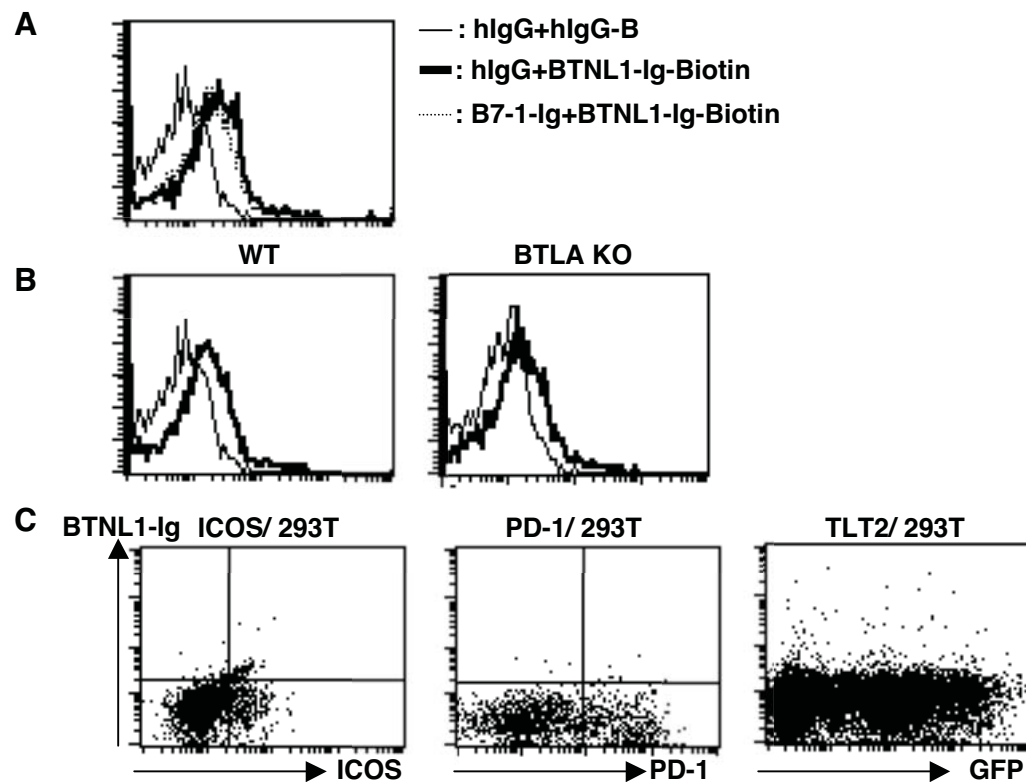 A
: hIgG+hIgG-B
: hIgG+BTNL1-Ig-Biotin
: B7-1-Ig+BTNL1-Ig-Biotin
B
WT
BTLA KO
C
BTNL1-Ig
ICOS/ 293T
PD-1/ 293T
TLT2/ 293T
ICOS
PD-1
GFP